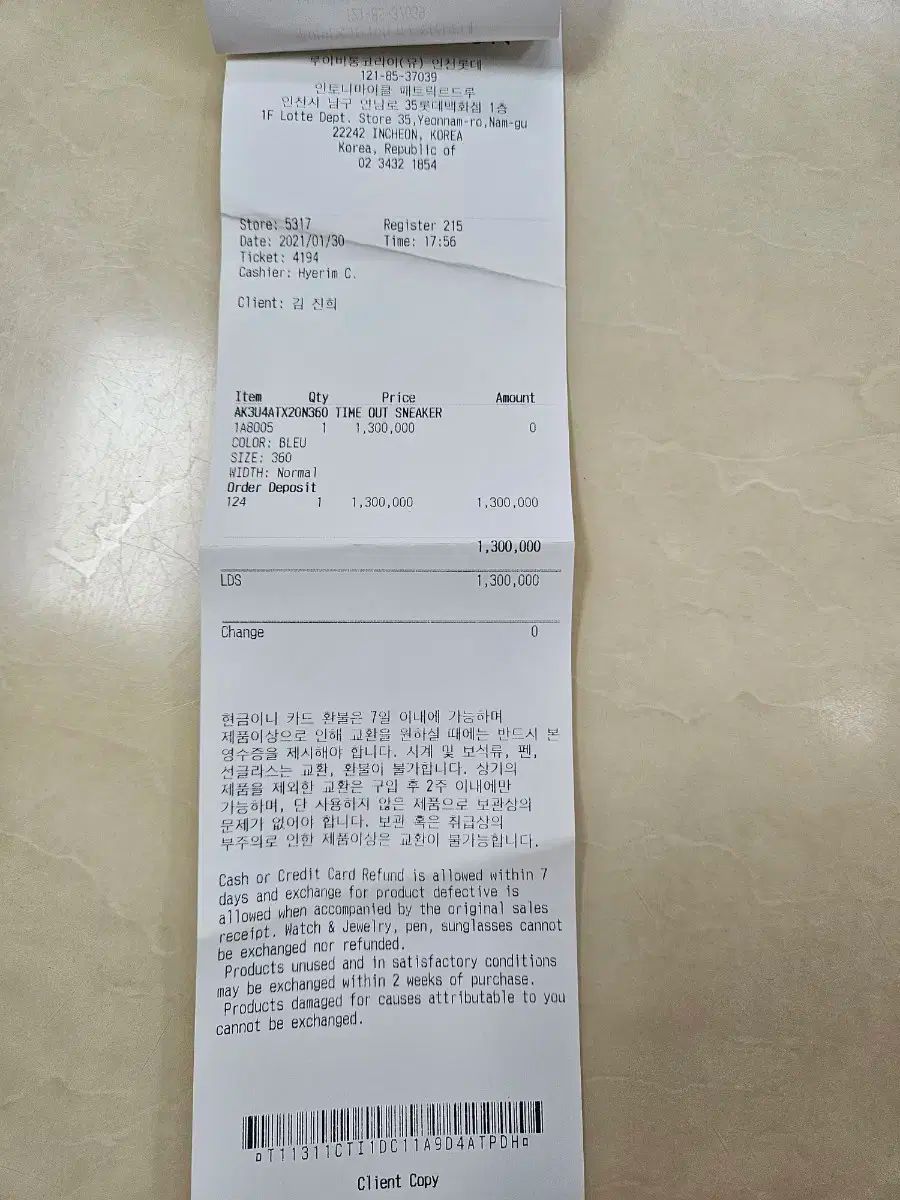 121-85-37039
루이비통코리아(유) 인천롯데
121-85-37039
안토니마이클 패트릭르드루
인천시 남구 연남로 35롯데백화점 1층
1F Lotte Dept. Store 35,Yeonnam-ro,Nam-gu
22242 INCHEON, KOREA
Korea, Republic of
02 3432 1854
Store: 5317 Register 215
Date: 2021/01/30 Time: 17:56
Ticket: 4194
Cashier: Hyerim C.
Client: 김 진희
Item Qty Price Amount
AK3U4ATX20N360 TIME OUT SNEAKER
1A8005 1 1,300,000 0
COLOR: BLEU
SIZE: 360
WIDTH: Normal
Order Deposit
124 1 1,300,000 1,300,000
1,300,000
LDS 1,300,000
Change 0
현금이나 카드 환불은 7일 이내에 가능하며
제품이상으로 인해 교환을 원하실 때에는 반드시 본
영수증을 제시해야 합니다. 시계 및 보석류, 펜,
선글라스는 교환, 환불이 불가합니다. 상기의
제품을 제외한 교환은 구입 후 2주 이내에만
가능하며, 단 사용하지 않은 제품으로 보관상의
문제가 없어야 합니다. 보관 혹은 취급상의
부주의로 인한 제품이상은 교환이 불가능합니다.
Cash or Credit Card Refund is allowed within 7
days and exchange for product defective is
allowed when accompanied by the original sales
receipt. Watch & Jewelry, pen, sunglasses cannot
be exchanged nor refunded.
Products unused and in satisfactory conditions
may be exchanged within 2 weeks of purchase.
Products damaged for causes attributable to you
cannot be exchanged.
¤T11311CTI1DC11A9D4ATPDH¤
Client Copy